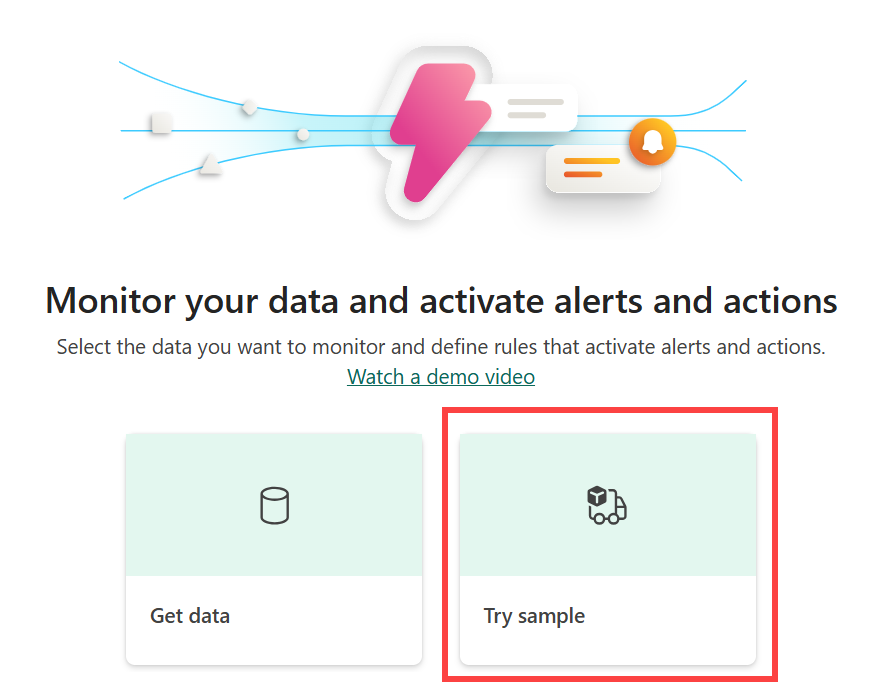 Monitor your data and activate alerts and actions
Select the data you want to monitor and define rules that activate alerts and actions.
Watch a demo video
Get data
Try sample